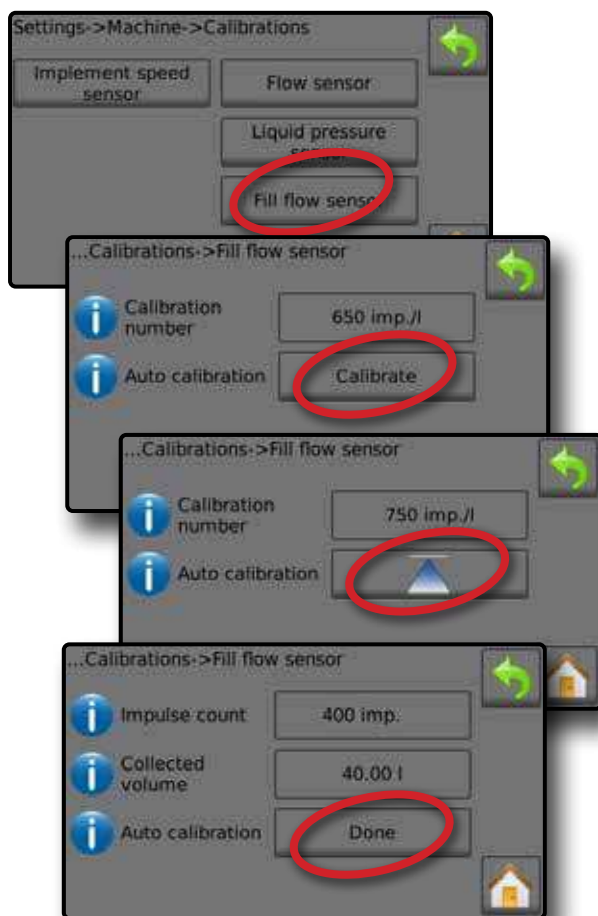 Settings->Machine->Calibrations
Implement speed
sensor
Flow sensor
Liquid pressure
sensor
Fill flow sensor
...Calibrations->Fill flow sensor
Calibration
number
650 imp./l
Auto calibration
Calibrate
...Calibrations->Fill flow sensor
Calibration
number
750 imp./l
Auto calibration
...Calibrations->Fill flow sensor
Impulse count
400 imp.
Collected
volume
40.00 l
Auto calibration
Done